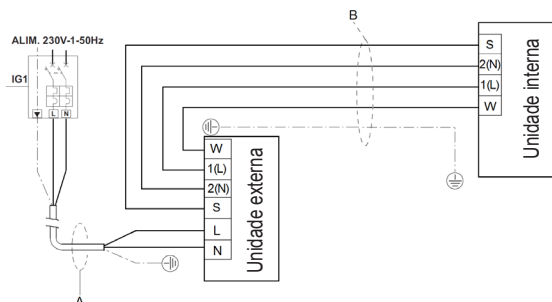 B
ALIM. 230V-1-50Hz
IG1
L N
S
2(N)
1(L)
W
Unidade interna
W
1(L)
2(N)
S
L
N
Unidade externa
A